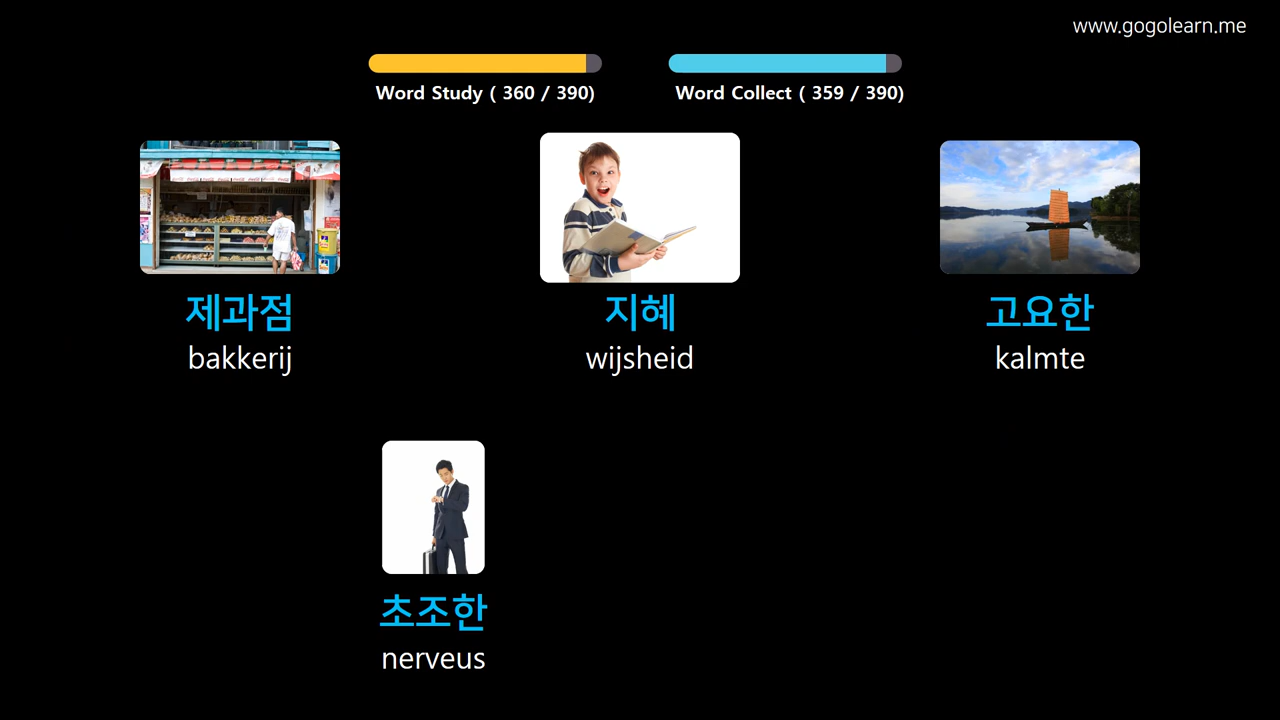 www.gogolearn.me
Word Study ( 360 / 390)
Word Collect ( 359 / 390)
제과점
bakkerij
지혜
wijsheid
고요한
kalmte
초조한
nerveus